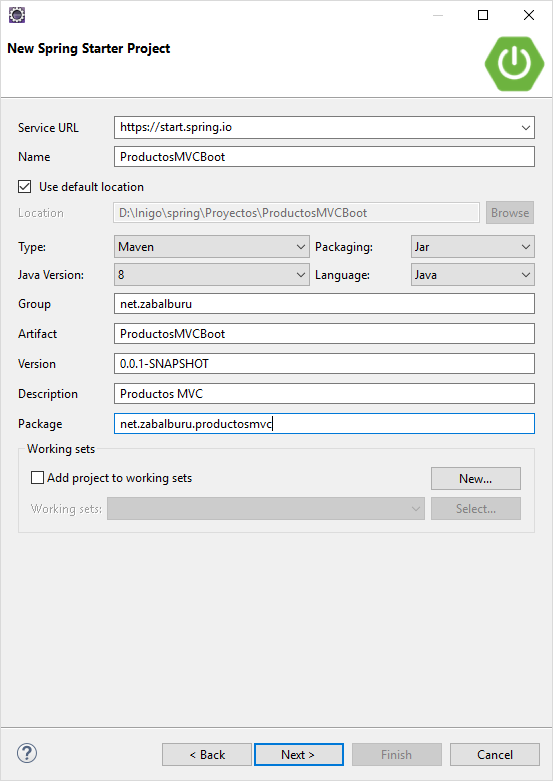 New Spring Starter Project
Service URL https://start.spring.io
Name ProductosMVCBoot
Use default location
Location D:\Inigo\spring\Proyectos\ProductosMVCBoot Browse
Type: Maven Packaging: Jar
Java Version: 8 Language: Java
Group net.zabalburu
Artifact ProductosMVCBoot
Version 0.0.1-SNAPSHOT
Description Productos MVC
Package net.zabalburu.productosmvc
Working sets
Add project to working sets New...
Working sets: Select...
? < Back Next > Finish Cancel